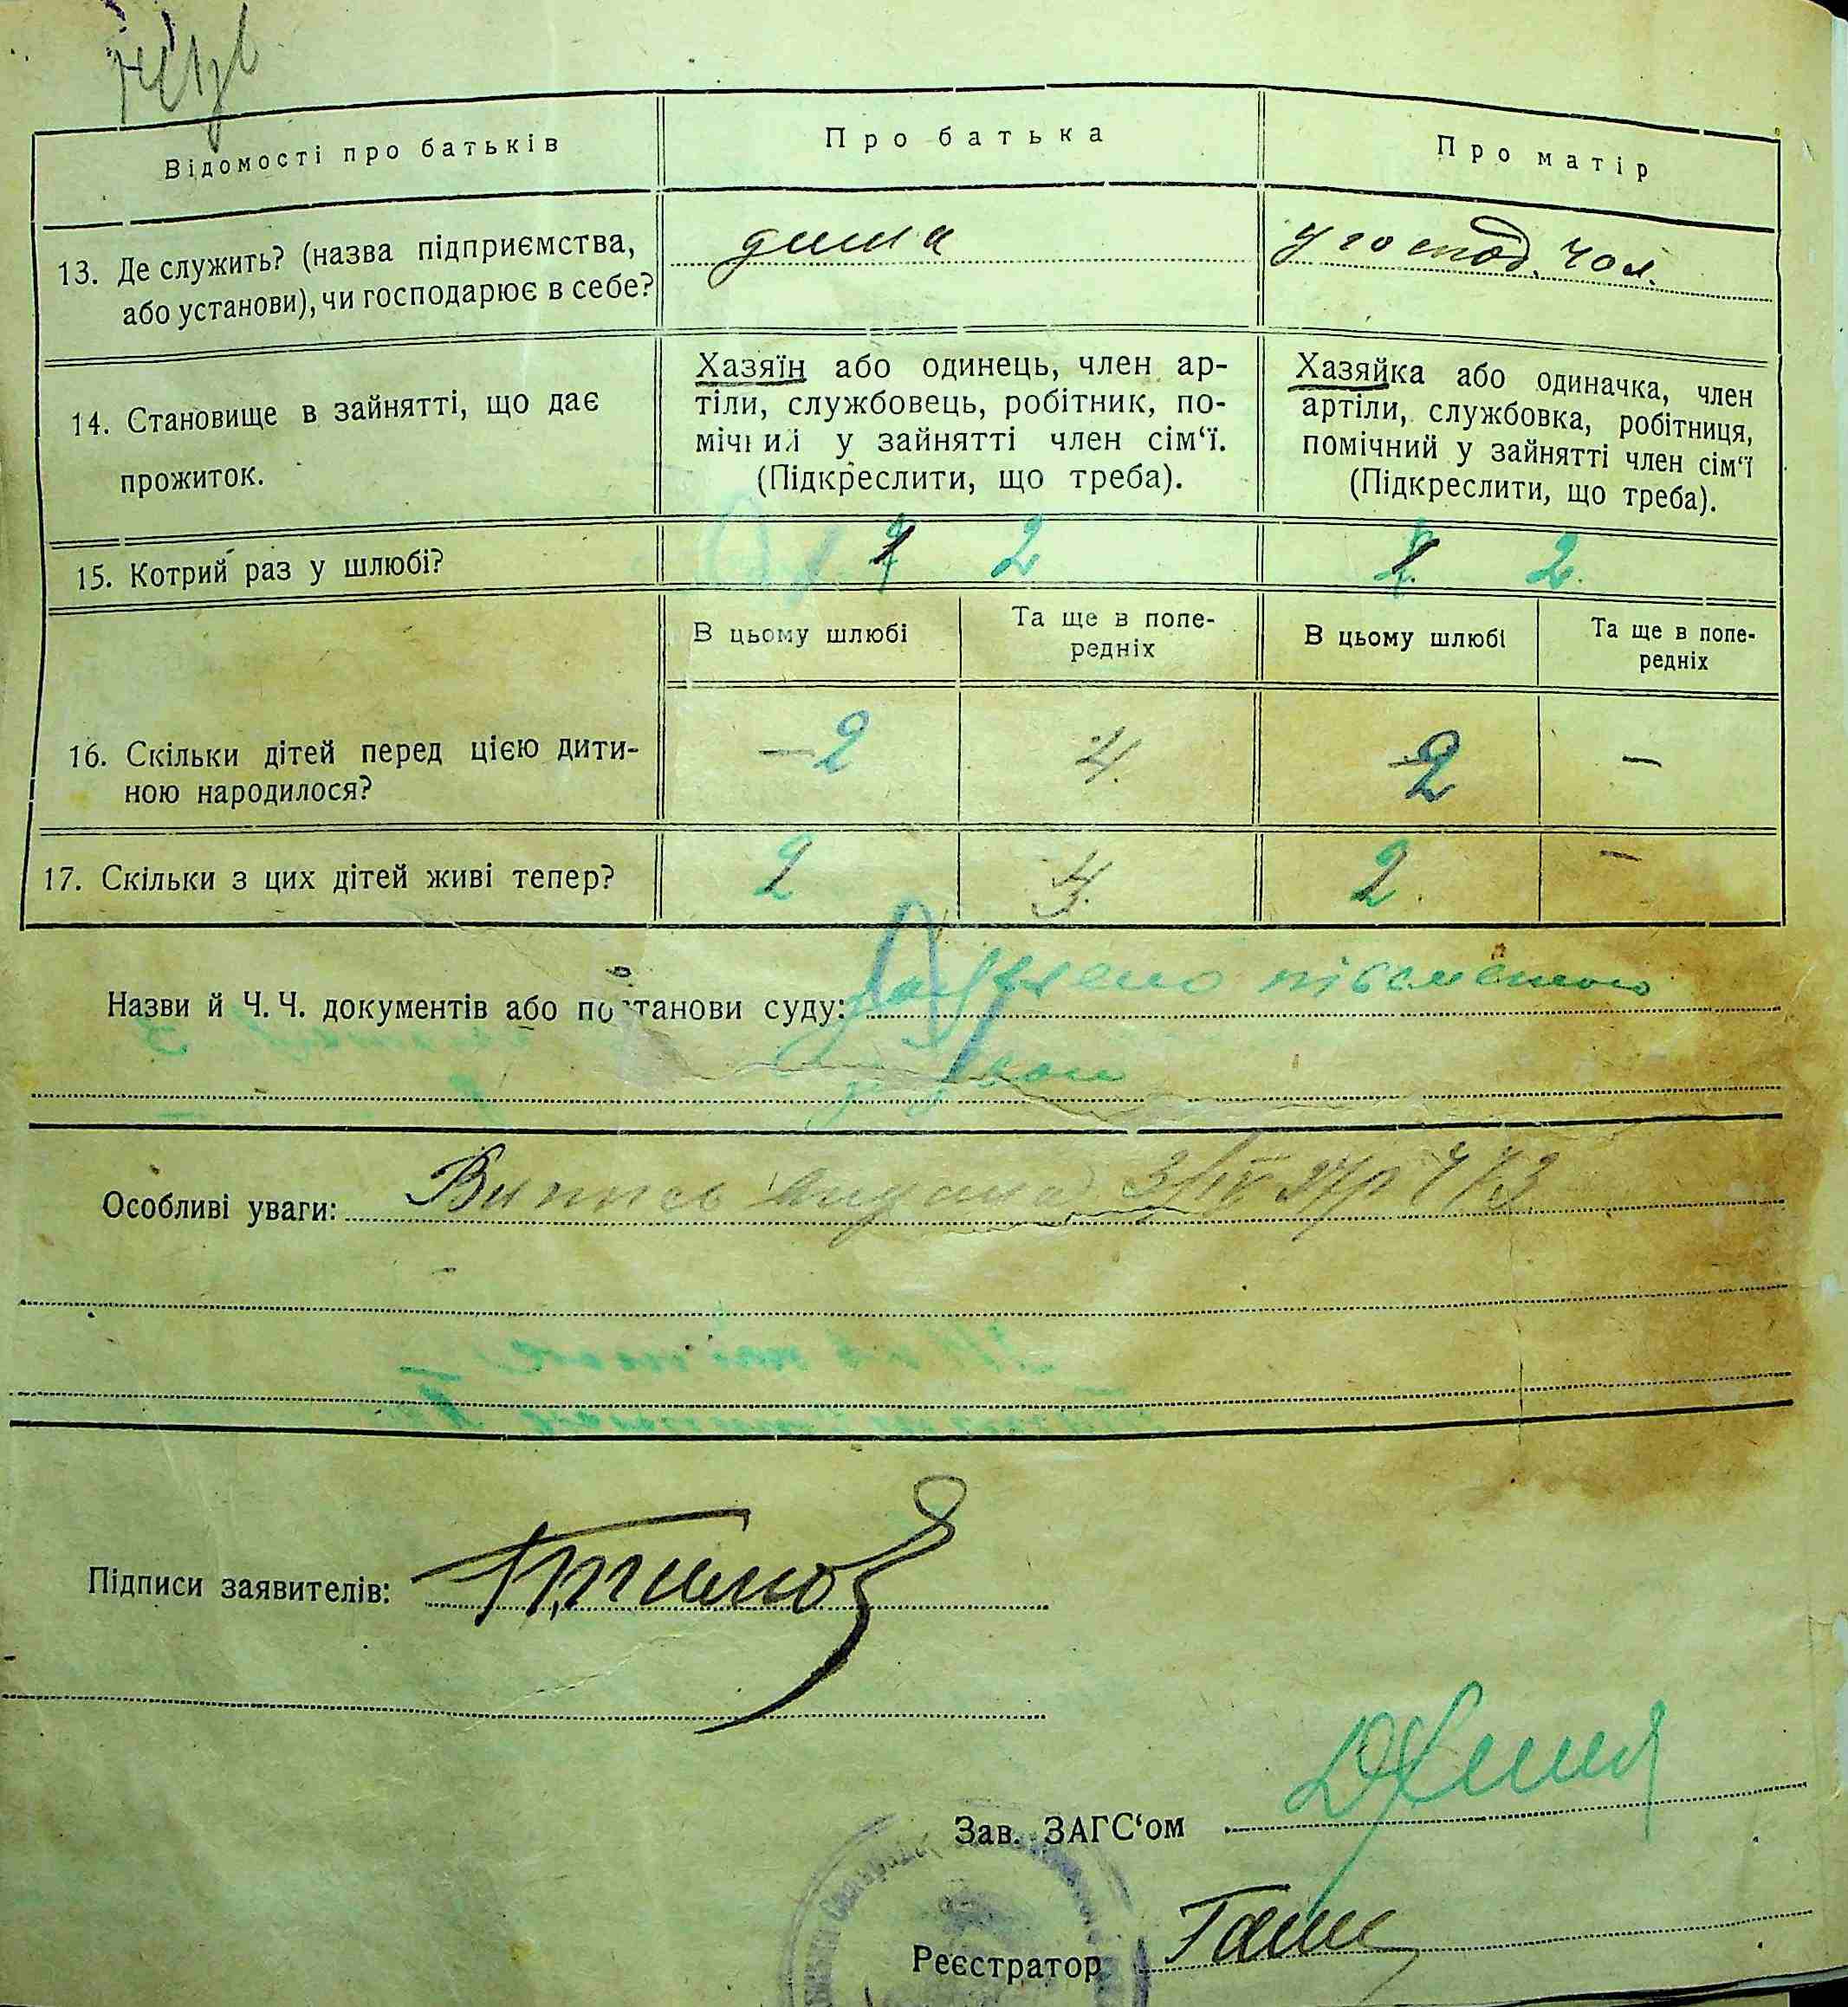 Відомості про батьків
Про батька
Про матір
13. Де служить? (назва підприємства,
або установи), чи господарює в себе?
дома
у господ. чол.
14. Становище в зайнятті, що дає
прожиток.
Хазяїн або одинець, член ар-
тіли, службовець, робітник, по-
мічний у зайнятті член сім‘ї.
(Підкреслити, що треба).
Хазяйка або одиначка, член
артіли, службовка, робітниця,
помічний у зайнятті член сім‘ї
(Підкреслити, що треба).
15. Котрий раз у шлюбі?
2
2.
В цьому шлюбі
Та ще в попе-
редніх
В цьому шлюбі
Та ще в попе-
редніх
16. Скільки дітей перед цією дити-
ною народилося?
2
4.
2
—
17. Скільки з цих дітей живі тепер?
2
2.
—
Назви й Ч. Ч. документів або постанови суду:
Особливі уваги: Випись видана 3/IV
Підписи заявителів:
Зав. ЗАГС‘ом
Реєстратор